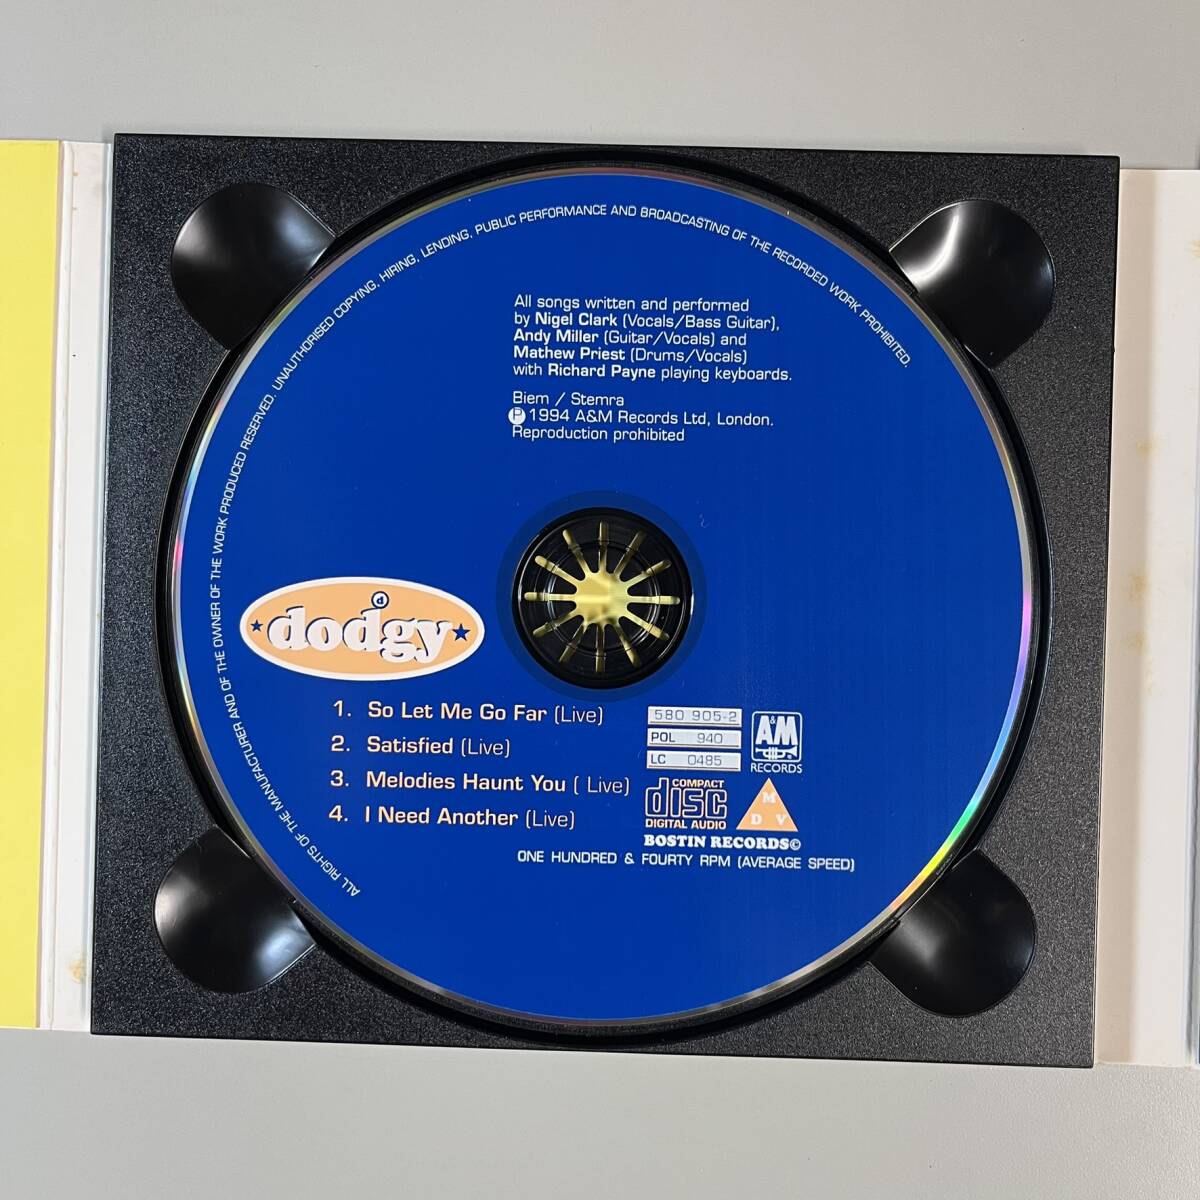 ALL RIGHTS OF THE MANUFACTURER AND OF THE OWNER OF THE WORK PRODUCED RESERVED. UNAUTHORISED COPYING, HIRING, LENDING, PUBLIC PERFORMANCE AND BROADCASTING OF THE RECORDED WORK PROHIBITED.
All songs written and performed
by Nigel Clark (Vocals/Bass Guitar),
Andy Miller (Guitar/Vocals) and
Mathew Priest (Drums/Vocals)
with Richard Payne playing keyboards.
Biem / Stemra
℗ 1994 A&M Records Ltd, London.
Reproduction prohibited
d
dodgy
1. So Let Me Go Far (Live)
2. Satisfied (Live)
3. Melodies Haunt You ( Live)
4. I Need Another (Live)
580 905-2
POL 940
LC 0485
A&M
RECORDS
COMPACT
disc
DIGITAL AUDIO
M
D V
BOSTIN RECORDS©
ONE HUNDRED & FOURTY RPM (AVERAGE SPEED)